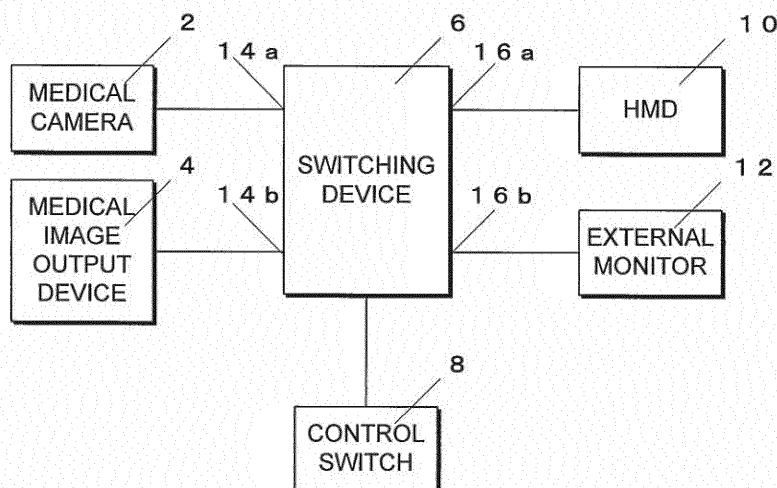 2
14a
6
16a
10
MEDICAL
CAMERA
HMD
SWITCHING
DEVICE
4
14b
16b
12
MEDICAL
IMAGE
OUTPUT
DEVICE
EXTERNAL
MONITOR
8
CONTROL
SWITCH